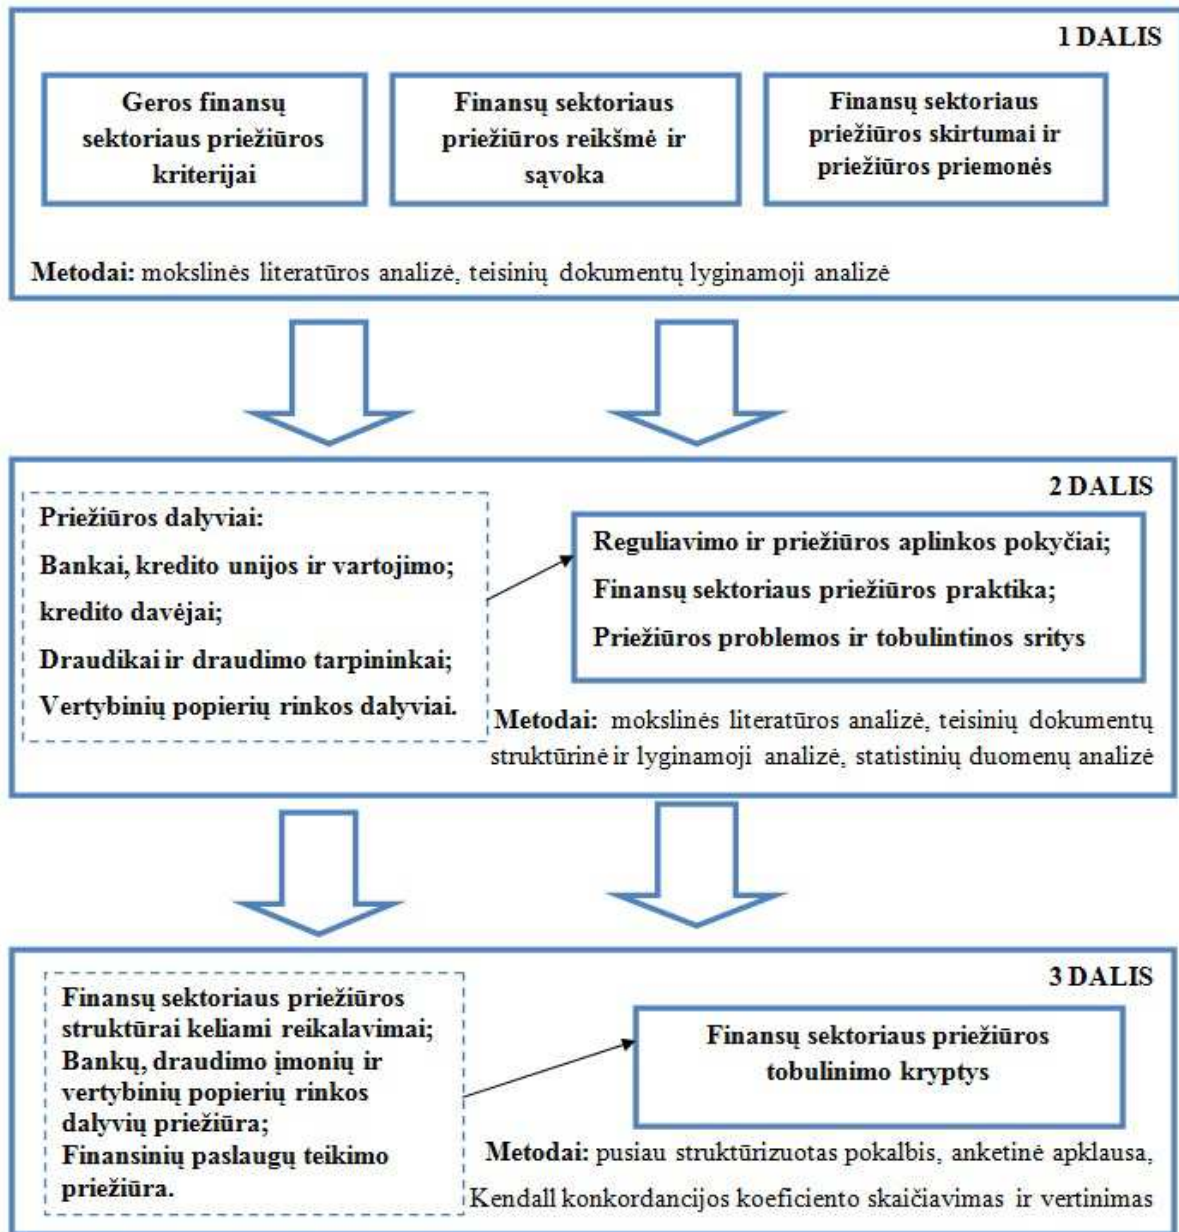 1 DALIS
Geros finansų
sektoriaus priežiūros
kriterijai
Finansų sektoriaus
priežiūros reikšmė ir
sąvoka
Finansų sektoriaus
priežiūros skirtumai ir
priežiūros priemonės
Metodai: mokslinės literatūros analizė, teisinių dokumentų lyginamoji analizė
2 DALIS
Priežiūros dalyviai:
Bankai, kredito unijos ir vartojimo;
kredito davėjai;
Draudikai ir draudimo tarpininkai;
Vertybinių popierių rinkos dalyviai.
Reguliavimo ir priežiūros aplinkos pokyčiai;
Finansų sektoriaus priežiūros praktika;
Priežiūros problemos ir tobulintinos sritys
Metodai: mokslinės literatūros analizė, teisinių dokumentų
struktūrinė ir lyginamoji analizė, statistinių duomenų analizė
3 DALIS
Finansų sektoriaus priežiūros
struktūrai keliami reikalavimai;
Bankų, draudimo įmonių ir
vertybinių popierių rinkos
dalyvių priežiūra;
Finansinių paslaugų teikimo
priežiūra.
Finansų sektoriaus priežiūros
tobulinimo kryptys
Metodai: pusiau struktūrizuotas pokalbis, anketinė apklausa,
Kendall konkordancijos koeficiento skaičiavimas ir vertinimas